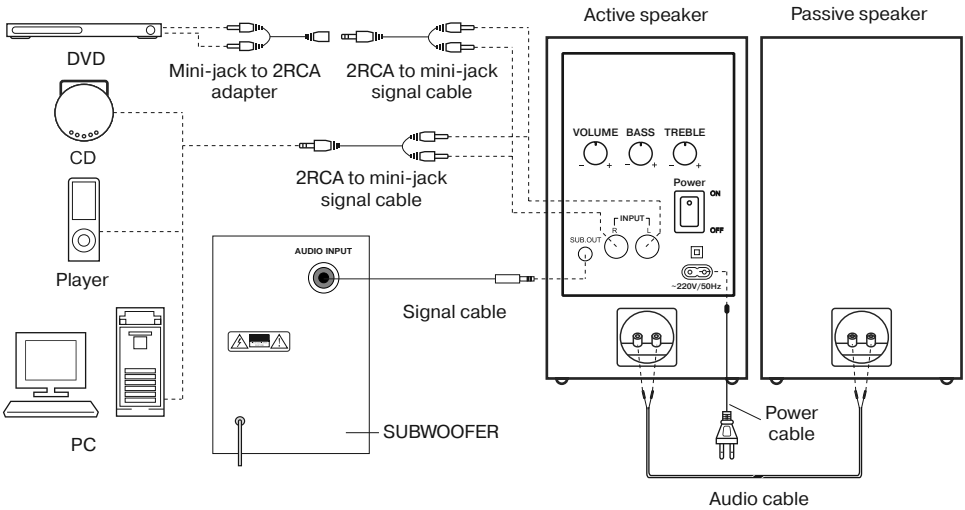 Active speaker
Passive speaker
DVD
Mini-jack to 2RCA
adapter
2RCA to mini-jack
signal cable
CD
2RCA to mini-jack
signal cable
Player
PC
AUDIO INPUT
SUBWOOFER
Signal cable
VOLUME BASS TREBLE
- + - + - +
Power
ON
OFF
INPUT
R L
SUB.OUT
~220V/50Hz
Power
cable
Audio cable